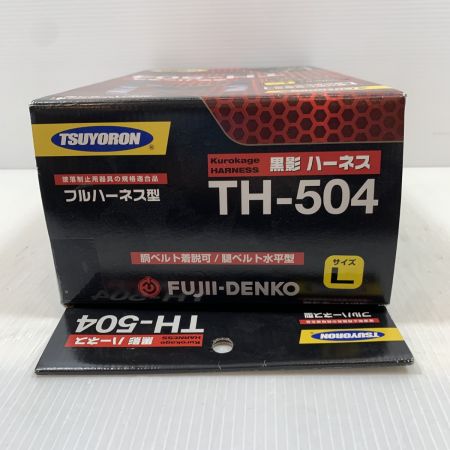 TSUYORON
墜落制止用器具の規格適合品
フルハーネス型
Kurokage
HARNESS
黒影 ハーネス
TH-504
胴ベルト着脱可/腿ベルト水平型
FUJII-DENKO
サイズ
L
TH-504
Kurokage
HARNESS
黒影 ハーネス
フルハーネス型
TSUYORON